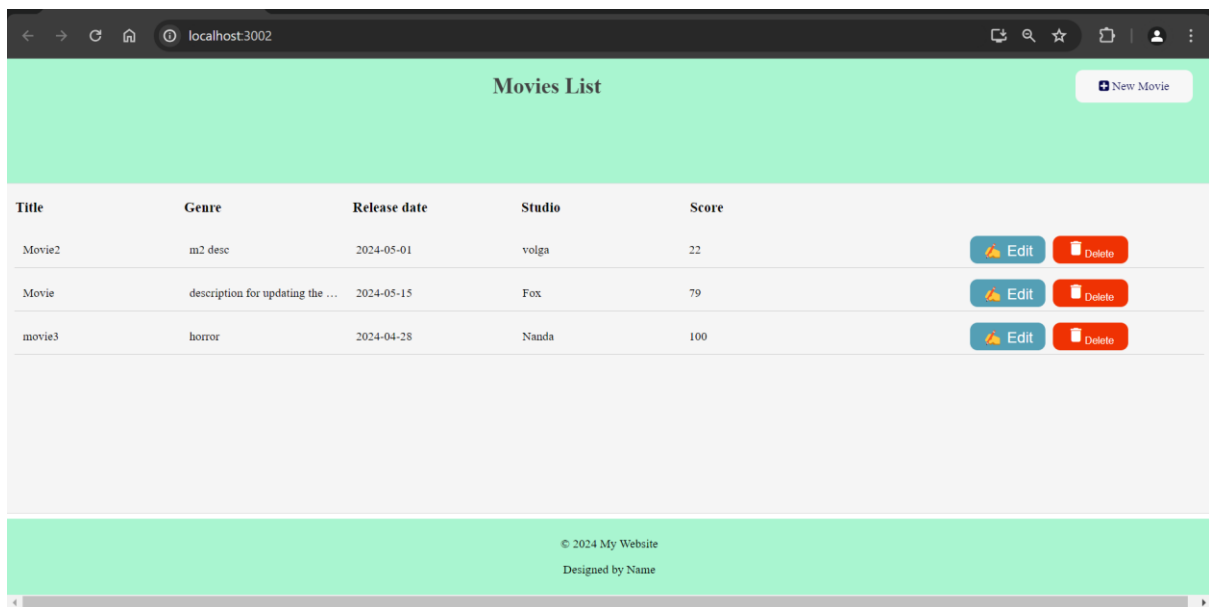 localhost:3002
Movies List
New Movie
Title Genre Release date Studio Score
Movie2 m2 desc 2024-05-01 volga 22 Edit Delete
Movie description for updating the ... 2024-05-15 Fox 79 Edit Delete
movie3 horror 2024-04-28 Nanda 100 Edit Delete
© 2024 My Website
Designed by Name